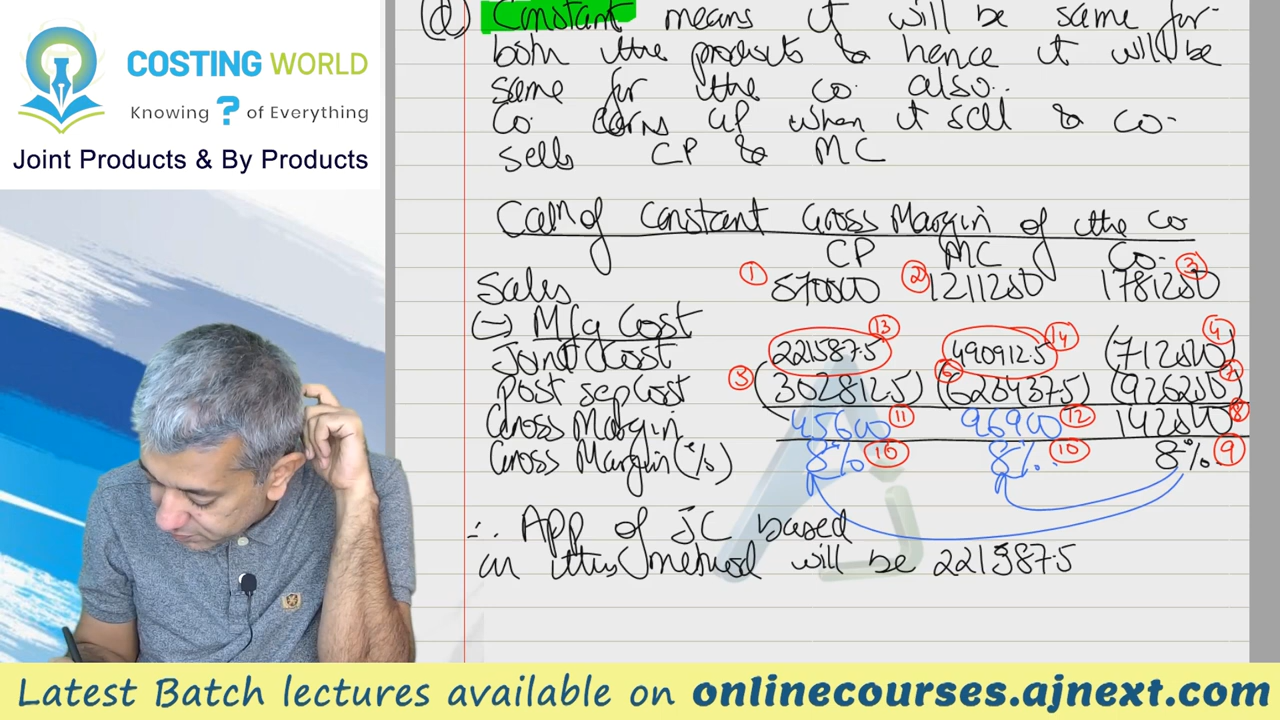 COSTING WORLD
Knowing ? of Everything
Joint Products & By Products
(d) Constant means it will be same for
both the products & hence it will be
same for the co. also..
Co. earns GP when it sell & co.
sells CP & MC
Caln of Constant Gross Margin of the co
CP MC Co.
Sales ① 570000 ② 1211250 ③ 1781250
(-) Mfg Cost
Joint Cost 221587.5 ⑬ 490912.5 ⑭ (712500) ④
Post sep Cost ⑤ (302812.5) ⑥ (623437.5) (926250) ⑦
Gross Margin 45600 ⑪ 96900 ⑫ 142500 ⑧
Gross Margin(%) 8% ⑩ 8%. ⑩ 8%. ⑨
∴ App of JC based
on this method will be 221587.5
Latest Batch lectures available on onlinecourses.ajnext.com